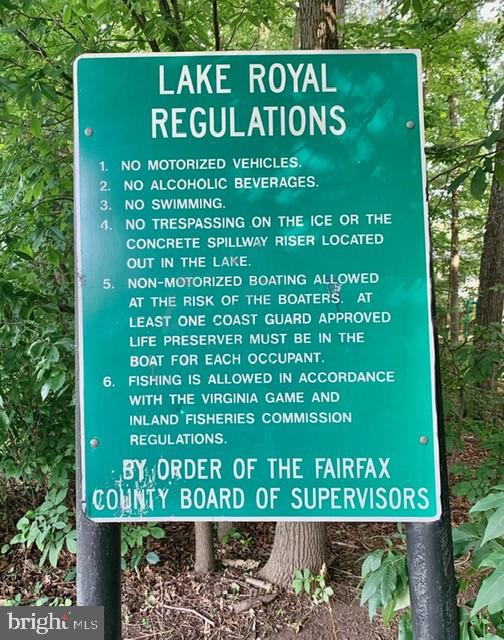 LAKE ROYAL
REGULATIONS
1. NO MOTORIZED VEHICLES.
2. NO ALCOHOLIC BEVERAGES.
3. NO SWIMMING.
4. NO TRESPASSING ON THE ICE OR THE
CONCRETE SPILLWAY RISER LOCATED
OUT IN THE LAKE.
5. NON-MOTORIZED BOATING ALLOWED
AT THE RISK OF THE BOATERS. AT
LEAST ONE COAST GUARD APPROVED
LIFE PRESERVER MUST BE IN THE
BOAT FOR EACH OCCUPANT.
6. FISHING IS ALLOWED IN ACCORDANCE
WITH THE VIRGINIA GAME AND
INLAND FISHERIES COMMISSION
REGULATIONS.
BY ORDER OF THE FAIRFAX
COUNTY BOARD OF SUPERVISORS
bright MLS